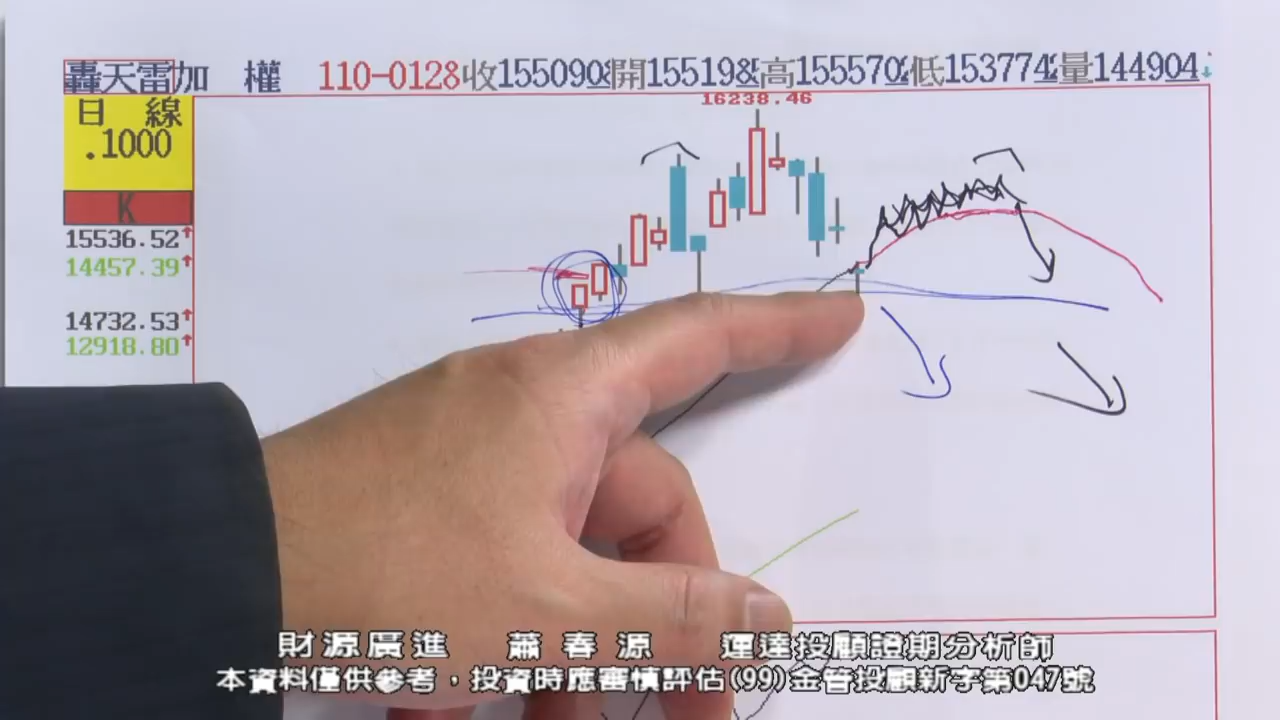 轟天雷加 權 110-0128收1550908開155198高155570低153774量144904↓
16238.46
日 線
.1000
K
15536.52↑
14457.39↑
14732.53↑
12918.80↑
財源廣進 蕭春源 運達投顧證期分析師
本資料僅供參考，投資時應審慎評估(99)金管投顧新字第047號